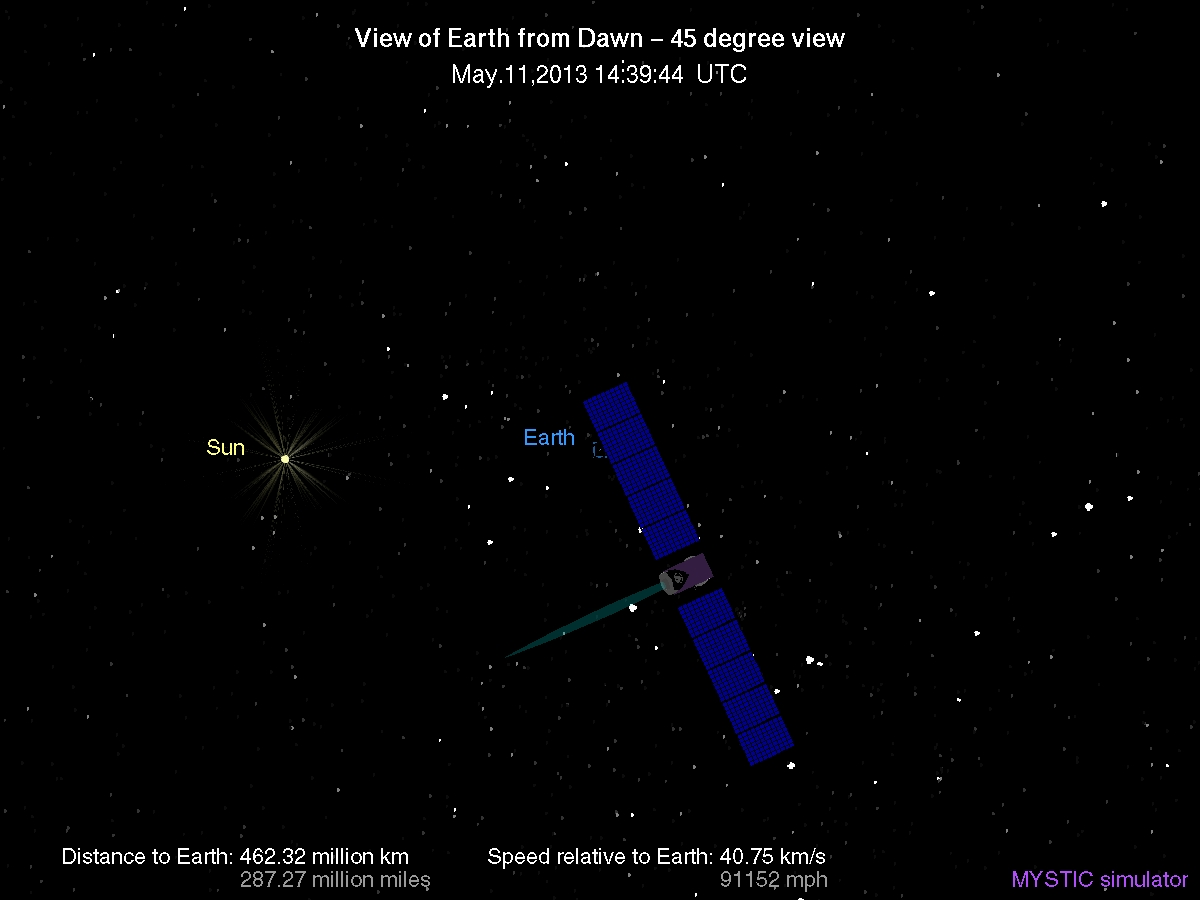 View of Earth from Dawn – 45 degree view
May.11,2013 14:39:44 UTC
Earth
Sun
Distance to Earth: 462.32 million km
287.27 million miles
Speed relative to Earth: 40.75 km/s
91152 mph
MYSTIC simulator